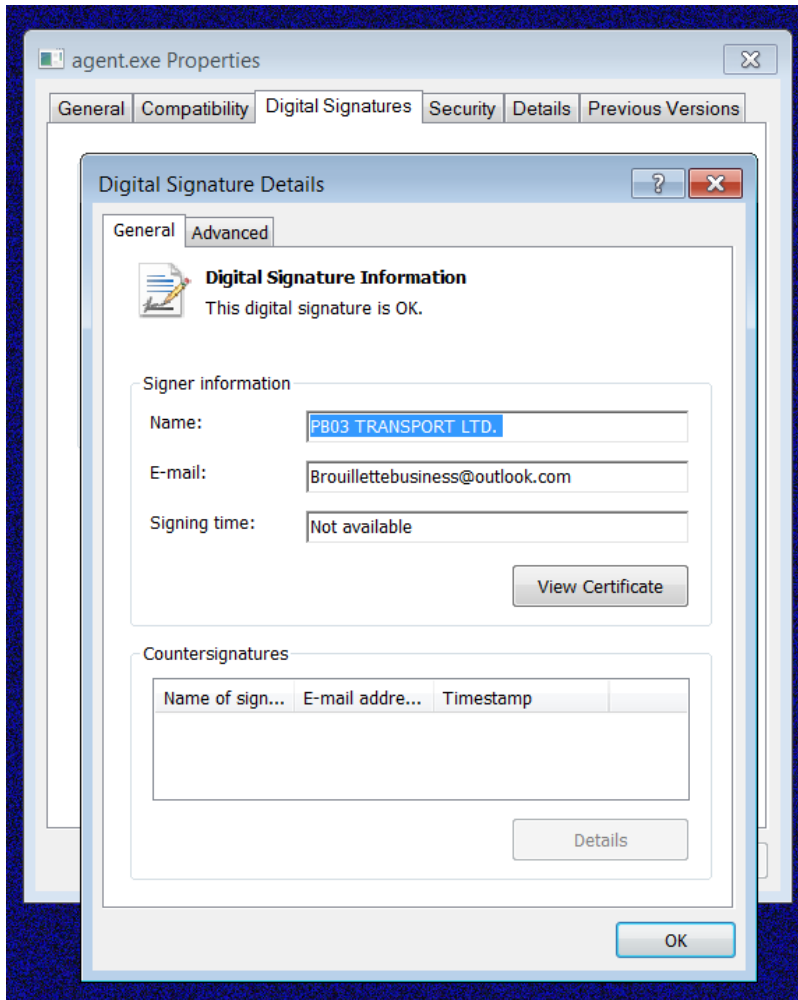 agent.exe Properties
General Compatibility Digital Signatures Security Details Previous Versions
Digital Signature Details
General Advanced
Digital Signature Information
This digital signature is OK.
Signer information
Name: PB03 TRANSPORT LTD.
E-mail: Brouillettebusiness@outlook.com
Signing time: Not available
View Certificate
Countersignatures
Name of sign... E-mail addre... Timestamp
Details
OK